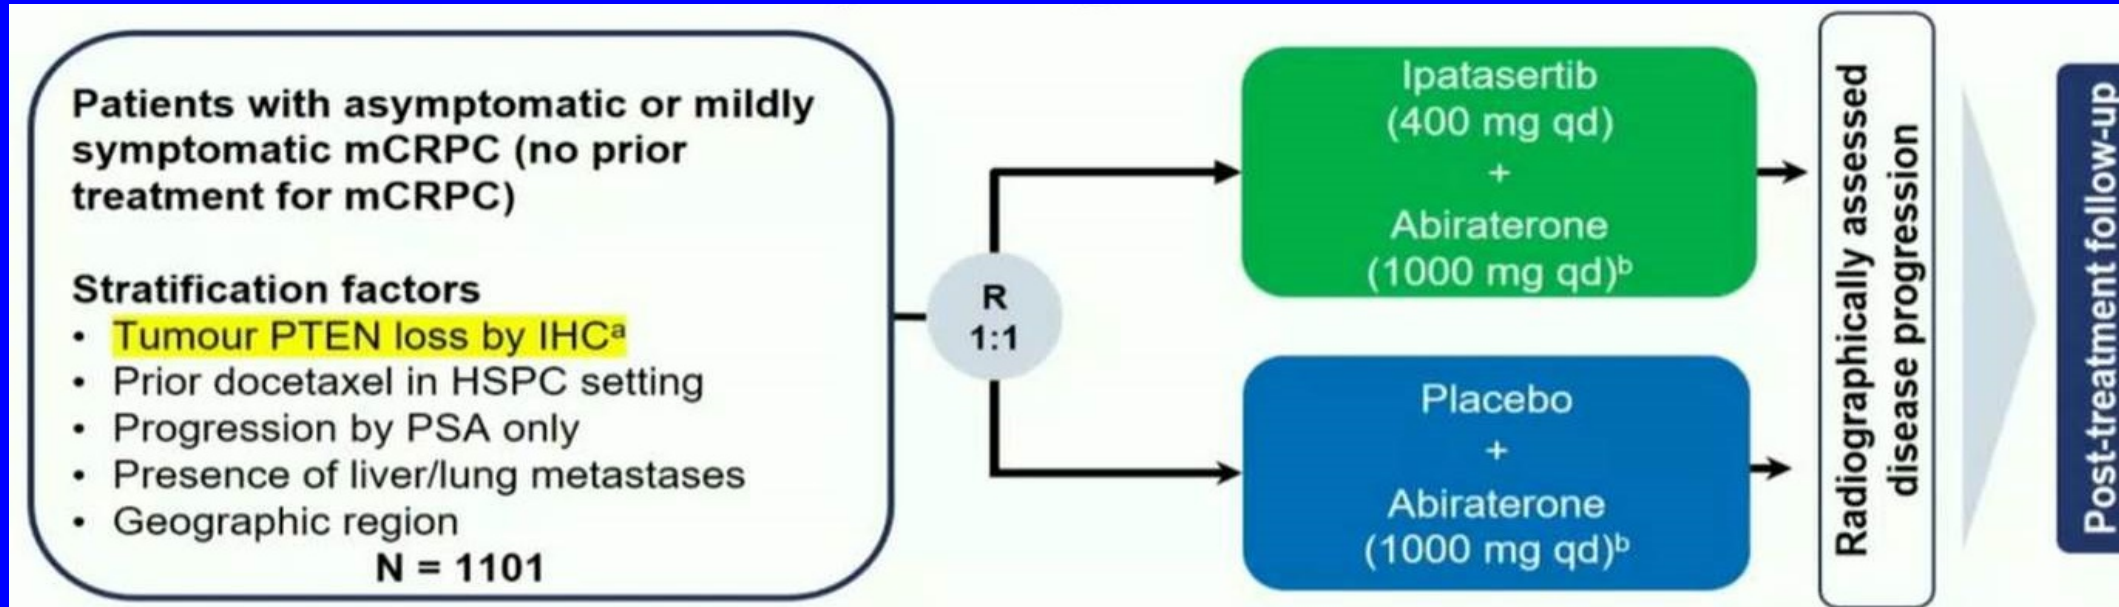 Patients with asymptomatic or mildly
symptomatic mCRPC (no prior
treatment for mCRPC)
Stratification factors
• Tumour PTEN loss by IHCᵃ
• Prior docetaxel in HSPC setting
• Progression by PSA only
• Presence of liver/lung metastases
• Geographic region
N = 1101
R
1:1
Ipatasertib
(400 mg qd)
+
Abiraterone
(1000 mg qd)ᵇ
Placebo
+
Abiraterone
(1000 mg qd)ᵇ
Radiographically assessed
disease progression
Post-treatment follow-up